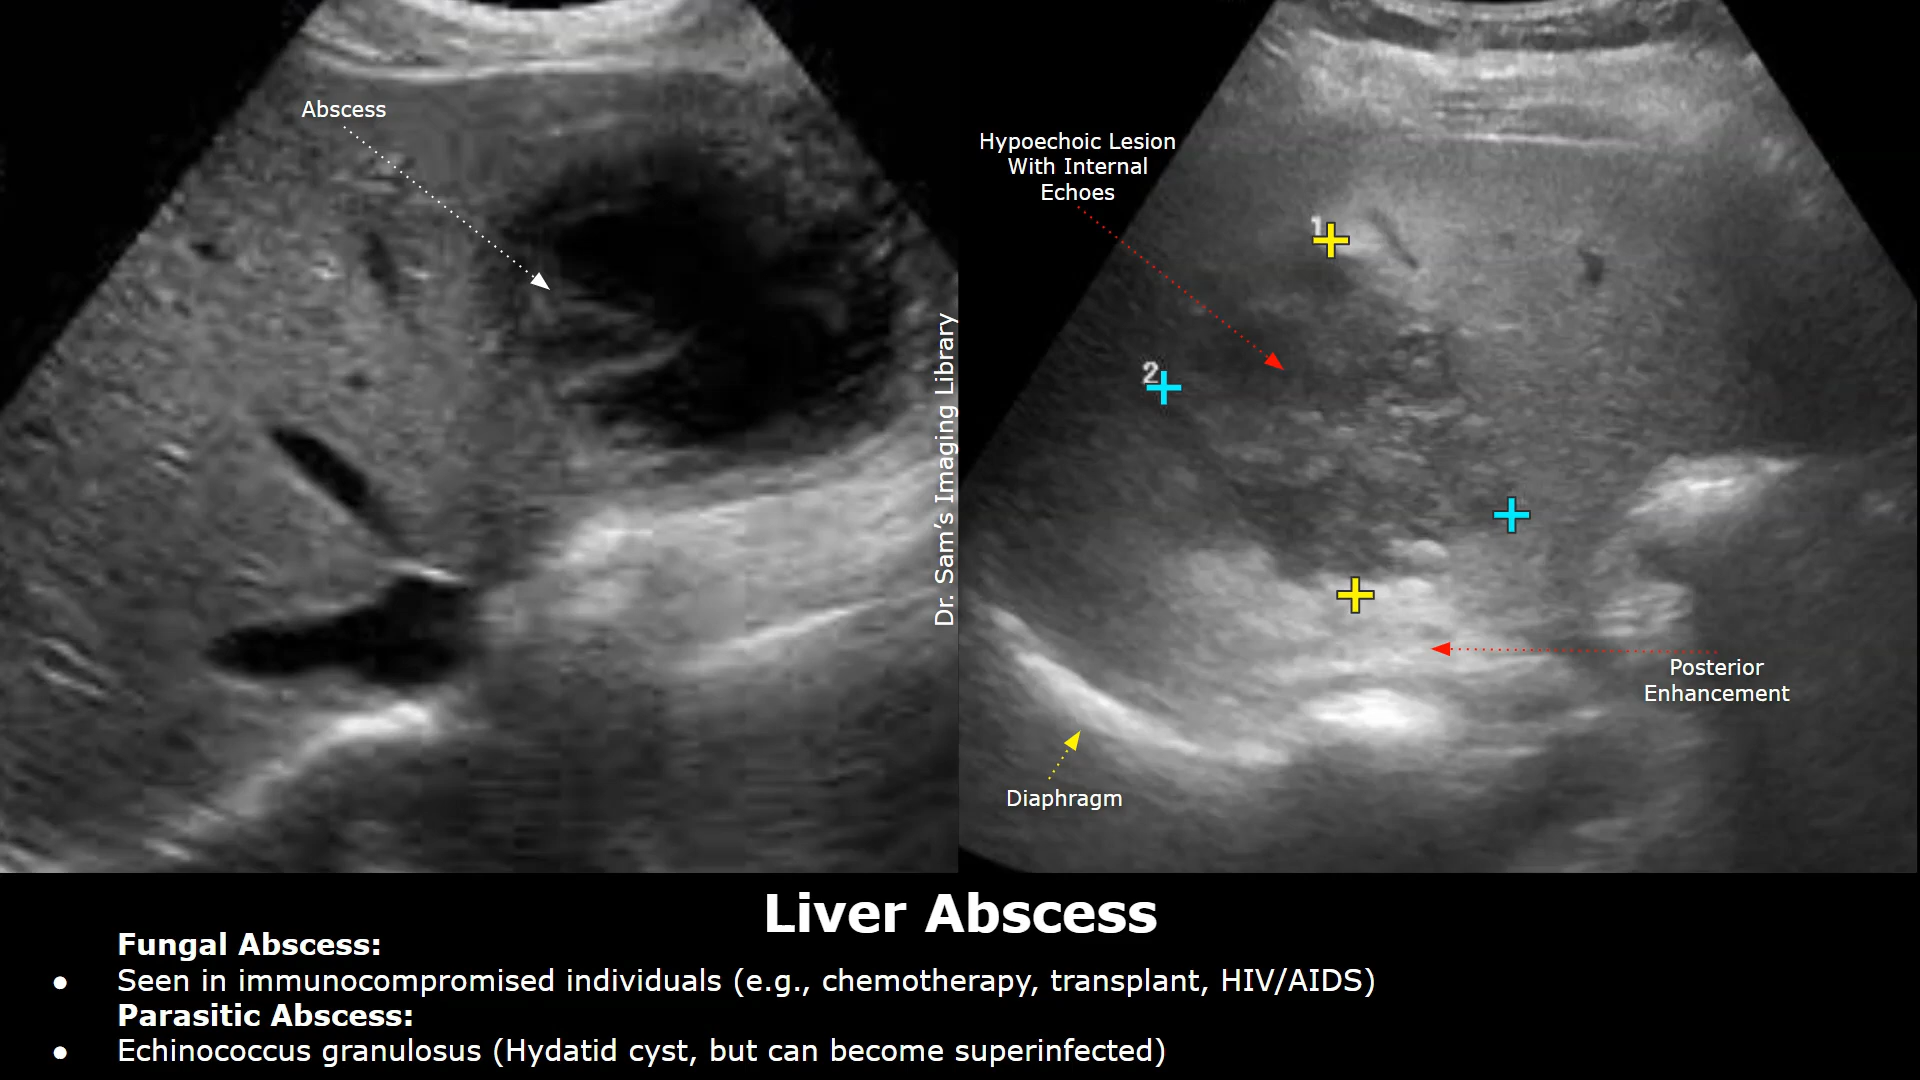 Abscess
Hypoechoic Lesion
With Internal
Echoes
1
2
Dr. Sam's Imaging Library
Posterior
Enhancement
Diaphragm
Liver Abscess
Fungal Abscess:
● Seen in immunocompromised individuals (e.g., chemotherapy, transplant, HIV/AIDS)
Parasitic Abscess:
● Echinococcus granulosus (Hydatid cyst, but can become superinfected)